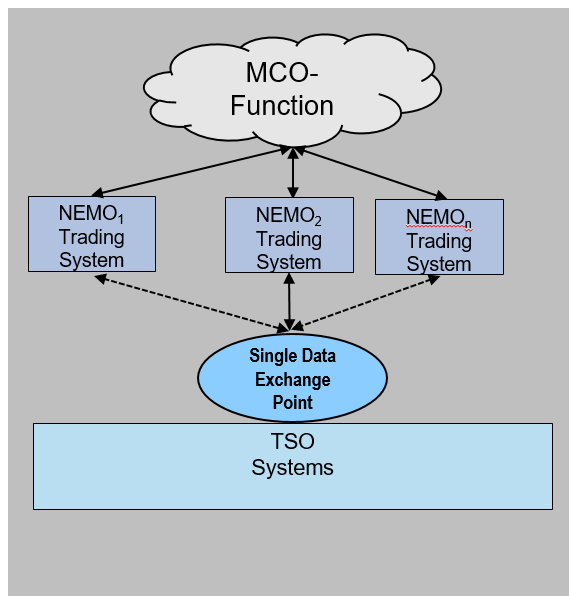 MCO-
Function
NEMO₁
Trading
System
NEMO₂
Trading
System
NEMOₙ
Trading
System
Single Data
Exchange
Point
TSO
Systems